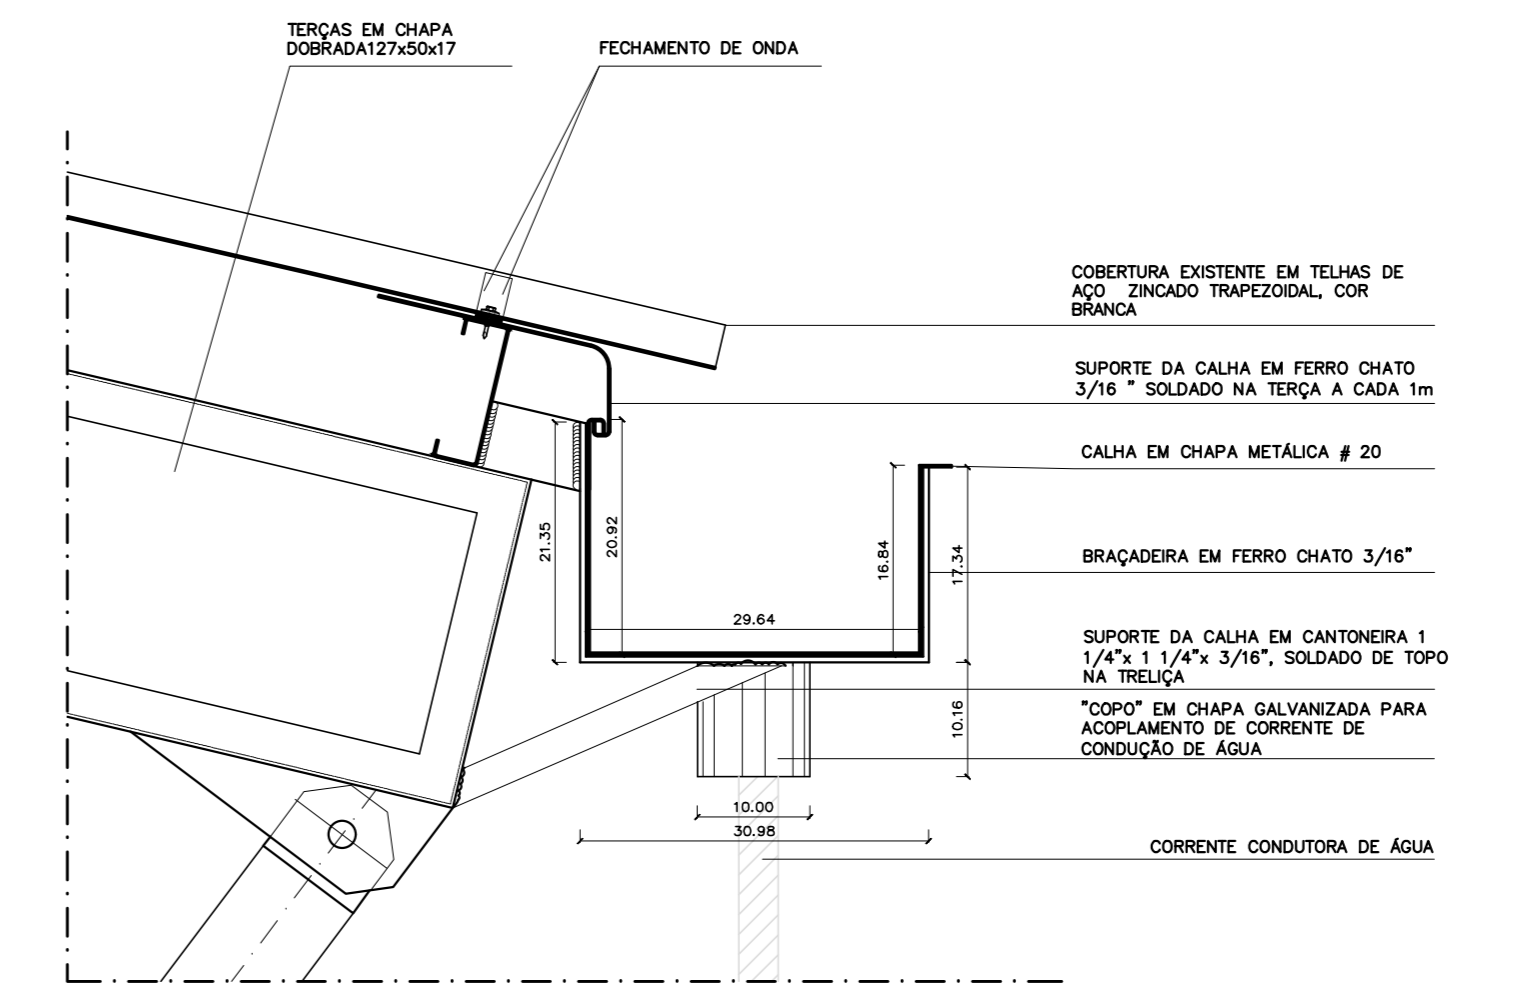 TERÇAS EM CHAPA
DOBRADA127x50x17
FECHAMENTO DE ONDA
COBERTURA EXISTENTE EM TELHAS DE
AÇO ZINCADO TRAPEZOIDAL, COR
BRANCA
SUPORTE DA CALHA EM FERRO CHATO
3/16 " SOLDADO NA TERÇA A CADA 1m
CALHA EM CHAPA METÁLICA # 20
21.35
20.92
16.84
17.34
BRAÇADEIRA EM FERRO CHATO 3/16"
29.64
SUPORTE DA CALHA EM CANTONEIRA 1
1/4"x 1 1/4"x 3/16", SOLDADO DE TOPO
NA TRELIÇA
10.16
"COPO" EM CHAPA GALVANIZADA PARA
ACOPLAMENTO DE CORRENTE DE
CONDUÇÃO DE ÁGUA
10.00
30.98
CORRENTE CONDUTORA DE ÁGUA